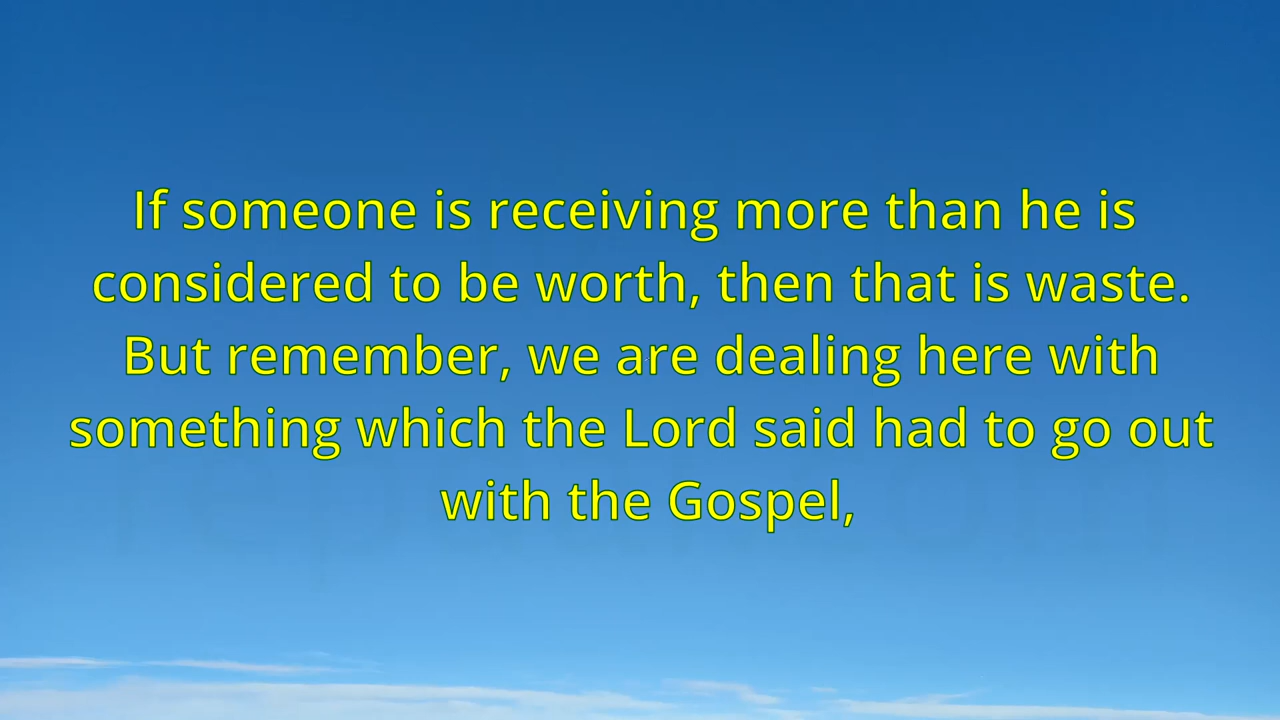 If someone is receiving more than he is
considered to be worth, then that is waste.
But remember, we are dealing here with
something which the Lord said had to go out
with the Gospel,